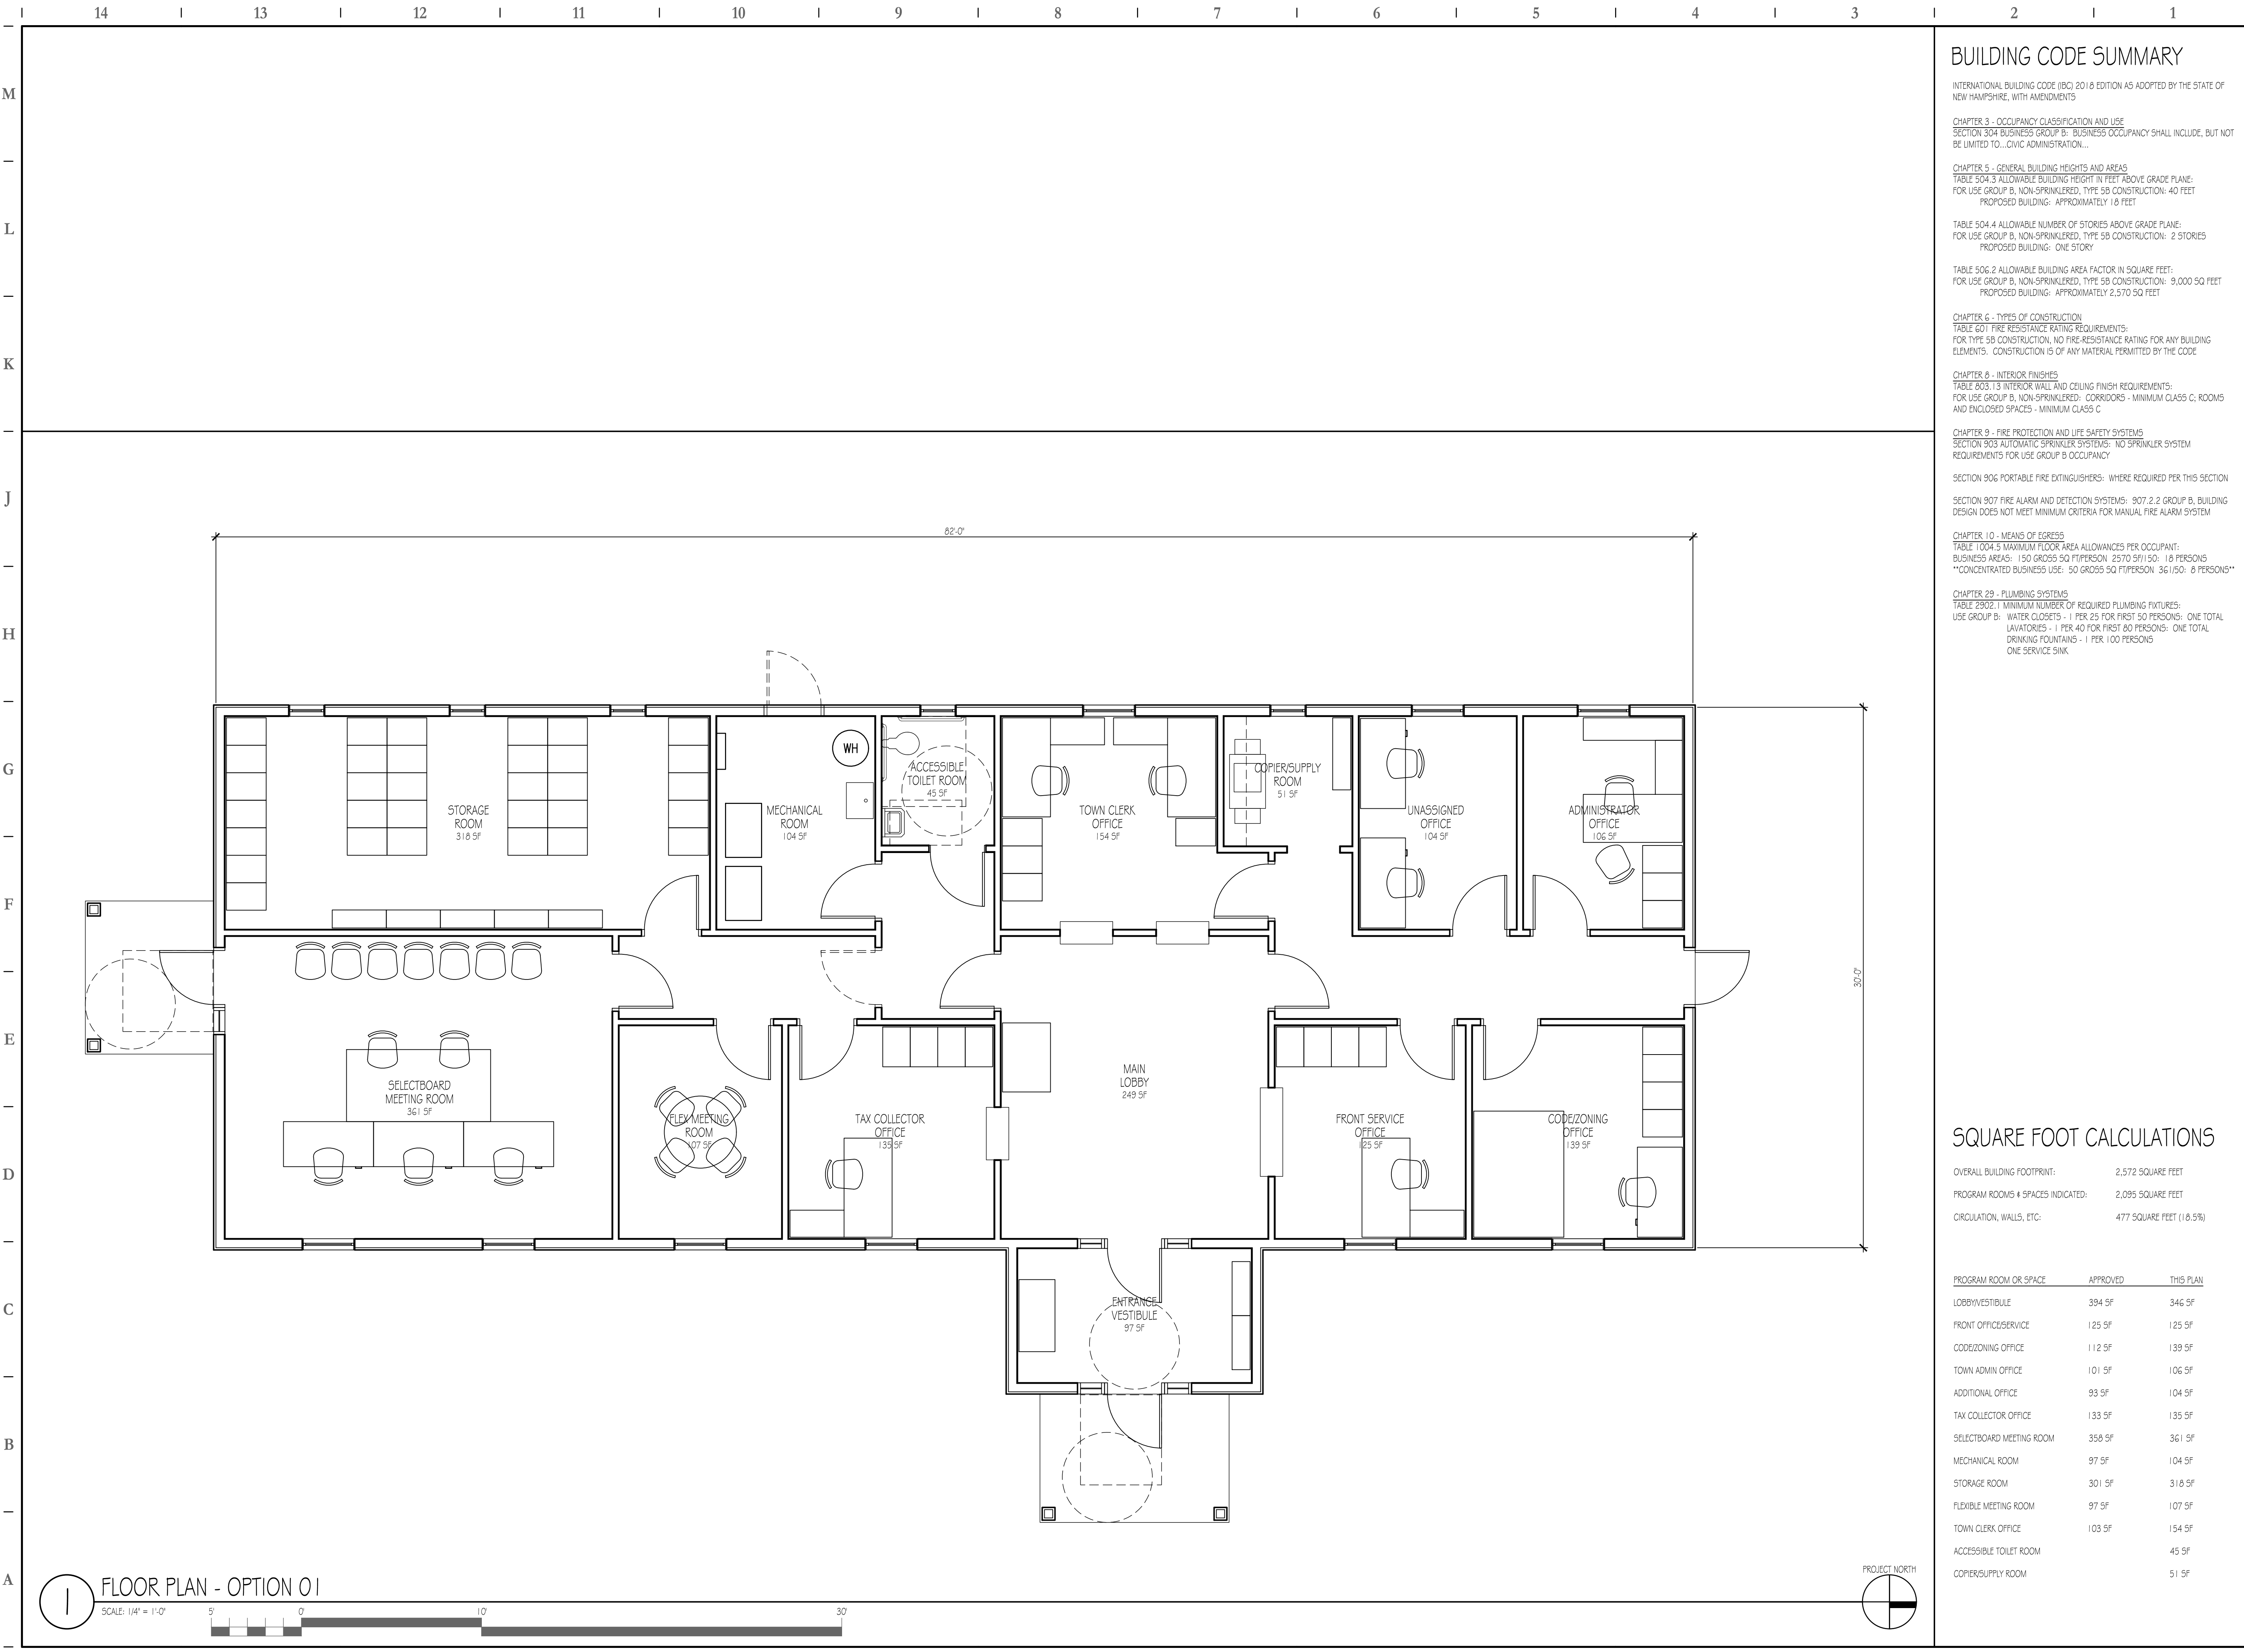 14 13 12 11 10 9 8 7 6 5 4 3 2 1
M
L
K
J
H
G
F
E
D
C
B
A
82'-0"
30'-0"
STORAGE
ROOM
318 SF
MECHANICAL
ROOM
104 SF
WH
ACCESSIBLE
TOILET ROOM
45 SF
TOWN CLERK
OFFICE
154 SF
COPIER/SUPPLY
ROOM
51 SF
UNASSIGNED
OFFICE
104 SF
ADMINISTRATOR
OFFICE
106 SF
SELECTBOARD
MEETING ROOM
361 SF
FLEX MEETING
ROOM
107 SF
TAX COLLECTOR
OFFICE
135 SF
MAIN
LOBBY
249 SF
FRONT SERVICE
OFFICE
125 SF
CODE/ZONING
OFFICE
139 SF
ENTRANCE
VESTIBULE
97 SF
1
FLOOR PLAN - OPTION 01
SCALE: 1/4" = 1'-0"
5' 0' 10' 30'
PROJECT NORTH
BUILDING CODE SUMMARY
INTERNATIONAL BUILDING CODE (IBC) 2018 EDITION AS ADOPTED BY THE STATE OF
NEW HAMPSHIRE, WITH AMENDMENTS
CHAPTER 3 - OCCUPANCY CLASSIFICATION AND USE
SECTION 304 BUSINESS GROUP B: BUSINESS OCCUPANCY SHALL INCLUDE, BUT NOT
BE LIMITED TO...CIVIC ADMINISTRATION...
CHAPTER 5 - GENERAL BUILDING HEIGHTS AND AREAS
TABLE 504.3 ALLOWABLE BUILDING HEIGHT IN FEET ABOVE GRADE PLANE:
FOR USE GROUP B, NON-SPRINKLERED, TYPE 5B CONSTRUCTION: 40 FEET
PROPOSED BUILDING: APPROXIMATELY 18 FEET
TABLE 504.4 ALLOWABLE NUMBER OF STORIES ABOVE GRADE PLANE:
FOR USE GROUP B, NON-SPRINKLERED, TYPE 5B CONSTRUCTION: 2 STORIES
PROPOSED BUILDING: ONE STORY
TABLE 506.2 ALLOWABLE BUILDING AREA FACTOR IN SQUARE FEET:
FOR USE GROUP B, NON-SPRINKLERED, TYPE 5B CONSTRUCTION: 9,000 SQ FEET
PROPOSED BUILDING: APPROXIMATELY 2,570 SQ FEET
CHAPTER 6 - TYPES OF CONSTRUCTION
TABLE 601 FIRE RESISTANCE RATING REQUIREMENTS:
FOR TYPE 5B CONSTRUCTION, NO FIRE-RESISTANCE RATING FOR ANY BUILDING
ELEMENTS. CONSTRUCTION IS OF ANY MATERIAL PERMITTED BY THE CODE
CHAPTER 8 - INTERIOR FINISHES
TABLE 803.13 INTERIOR WALL AND CEILING FINISH REQUIREMENTS:
FOR USE GROUP B, NON-SPRINKLERED: CORRIDORS - MINIMUM CLASS C; ROOMS
AND ENCLOSED SPACES - MINIMUM CLASS C
CHAPTER 9 - FIRE PROTECTION AND LIFE SAFETY SYSTEMS
SECTION 903 AUTOMATIC SPRINKLER SYSTEMS: NO SPRINKLER SYSTEM
REQUIREMENTS FOR USE GROUP B OCCUPANCY
SECTION 906 PORTABLE FIRE EXTINGUISHERS: WHERE REQUIRED PER THIS SECTION
SECTION 907 FIRE ALARM AND DETECTION SYSTEMS: 907.2.2 GROUP B, BUILDING
DESIGN DOES NOT MEET MINIMUM CRITERIA FOR MANUAL FIRE ALARM SYSTEM
CHAPTER 10 - MEANS OF EGRESS
TABLE 1004.5 MAXIMUM FLOOR AREA ALLOWANCES PER OCCUPANT:
BUSINESS AREAS: 150 GROSS SQ FT/PERSON 2570 SF/150: 18 PERSONS
**CONCENTRATED BUSINESS USE: 50 GROSS SQ FT/PERSON 361/50: 8 PERSONS**
CHAPTER 29 - PLUMBING SYSTEMS
TABLE 2902.1 MINIMUM NUMBER OF REQUIRED PLUMBING FIXTURES:
USE GROUP B: WATER CLOSETS - 1 PER 25 FOR FIRST 50 PERSONS: ONE TOTAL
LAVATORIES - 1 PER 40 FOR FIRST 80 PERSONS: ONE TOTAL
DRINKING FOUNTAINS - 1 PER 100 PERSONS
ONE SERVICE SINK
SQUARE FOOT CALCULATIONS
OVERALL BUILDING FOOTPRINT: 2,572 SQUARE FEET
PROGRAM ROOMS & SPACES INDICATED: 2,095 SQUARE FEET
CIRCULATION, WALLS, ETC: 477 SQUARE FEET (18.5%)
PROGRAM ROOM OR SPACE APPROVED THIS PLAN
LOBBY/VESTIBULE 394 SF 346 SF
FRONT OFFICE/SERVICE 125 SF 125 SF
CODE/ZONING OFFICE 112 SF 139 SF
TOWN ADMIN OFFICE 101 SF 106 SF
ADDITIONAL OFFICE 93 SF 104 SF
TAX COLLECTOR OFFICE 133 SF 135 SF
SELECTBOARD MEETING ROOM 358 SF 361 SF
MECHANICAL ROOM 97 SF 104 SF
STORAGE ROOM 301 SF 318 SF
FLEXIBLE MEETING ROOM 97 SF 107 SF
TOWN CLERK OFFICE 103 SF 154 SF
ACCESSIBLE TOILET ROOM 45 SF
COPIER/SUPPLY ROOM 51 SF